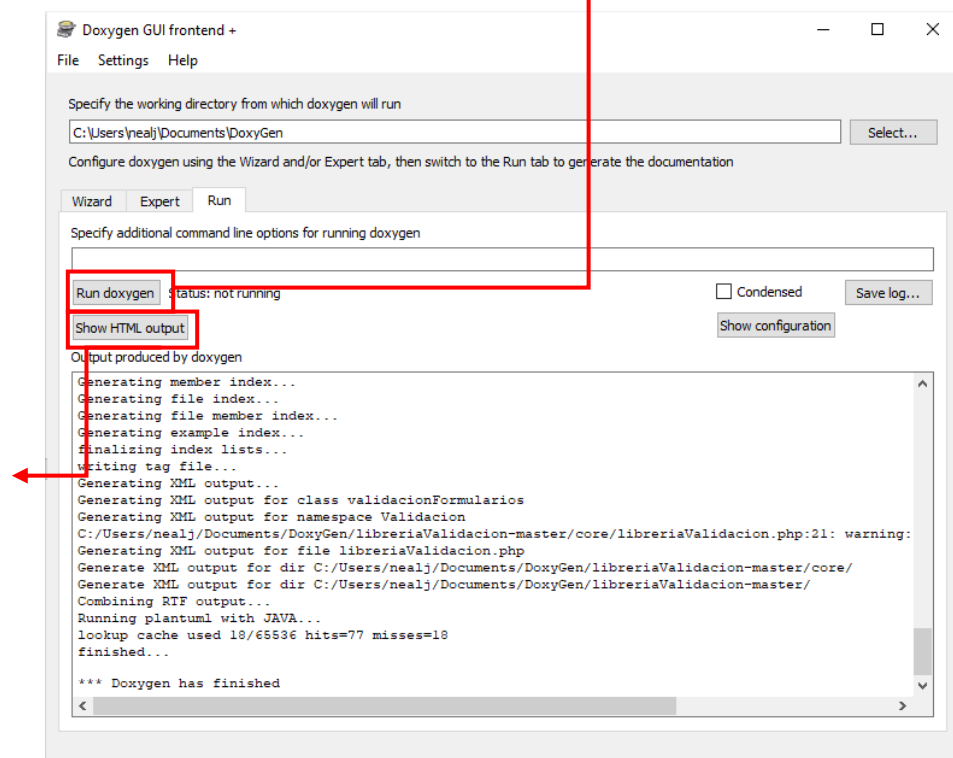 Doxygen GUI frontend +
File Settings Help
Specify the working directory from which doxygen will run
C:\Users\nealj\Documents\DoxyGen
Select...
Configure doxygen using the Wizard and/or Expert tab, then switch to the Run tab to generate the documentation
Wizard Expert Run
Specify additional command line options for running doxygen
Run doxygen Status: not running Condensed Save log...
Show HTML output Show configuration
Output produced by doxygen
Generating member index...
Generating file index...
Generating file member index...
Generating example index...
finalizing index lists...
writing tag file...
Generating XML output...
Generating XML output for class validacionFormularios
Generating XML output for namespace Validacion
C:/Users/nealj/Documents/DoxyGen/libreriaValidacion-master/core/libreriaValidacion.php:21: warning:
Generating XML output for file libreriaValidacion.php
Generate XML output for dir C:/Users/nealj/Documents/DoxyGen/libreriaValidacion-master/core/
Generate XML output for dir C:/Users/nealj/Documents/DoxyGen/libreriaValidacion-master/
Combining RTF output...
Running plantuml with JAVA...
lookup cache used 18/65536 hits=77 misses=18
finished...
*** Doxygen has finished